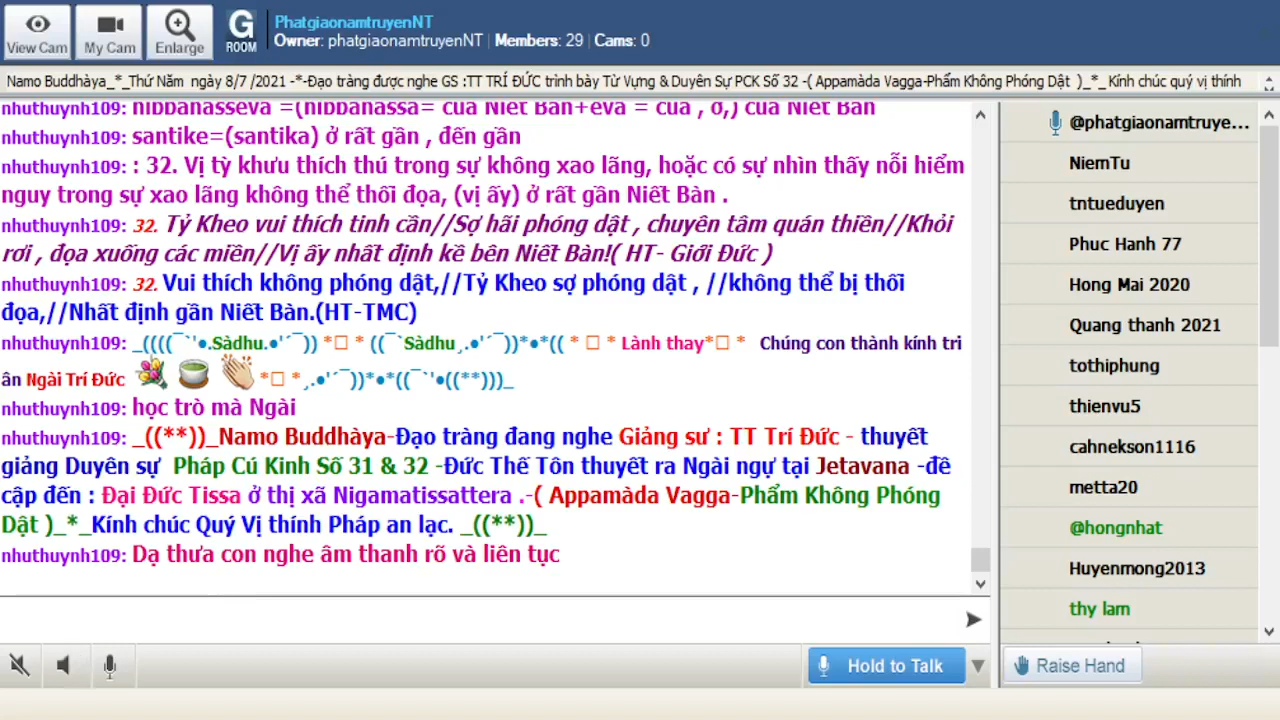 View Cam
My Cam
Enlarge
G
ROOM
PhatgiaonamtruyenNT
Owner: phatgiaonamtruyenNT | Members: 29 | Cams: 0
Namo Buddhàya_*_Thứ Năm ngày 8/7 /2021 -*-Đạo tràng được nghe GS :TT TRÍ ĐỨC trình bày Từ Vựng & Duyên Sự PCK Số 32 -( Appamàda Vagga-Phẩm Không Phóng Dật )_*_ Kính chúc quý vị thính
nhuthuynh109: nibbānasseva =(nibbānassa= của Niết Bàn+eva = của , ở,) của Niết Bàn
nhuthuynh109: santike=(santika) ở rất gần , đến gần
nhuthuynh109: : 32. Vị tỳ khưu thích thú trong sự không xao lãng, hoặc có sự nhìn thấy nỗi hiểm
nguy trong sự xao lãng không thể thối đọa, (vị ấy) ở rất gần Niết Bàn .
nhuthuynh109: 32. Tỷ Kheo vui thích tinh cần//Sợ hãi phóng dật , chuyên tâm quán thiền//Khỏi
rơi , đọa xuống các miền//Vị ấy nhất định kề bên Niết Bàn!( HT- Giới Đức )
nhuthuynh109: 32. Vui thích không phóng dật,//Tỷ Kheo sợ phóng dật , //không thể bị thối
đọa,//Nhất định gần Niết Bàn.(HT-TMC)
nhuthuynh109: _((((¯`'•.Sàdhu.•'´¯)) *□ * ((¯`Sàdhu¸.•'´¯))*•*(( * □ * Lành thay*□ * Chúng con thành kính tri
ân Ngài Trí Đức *□ *¸.•'´¯))*•*((¯`'•((**)))_
nhuthuynh109: học trò mà Ngài
nhuthuynh109: _((**))_Namo Buddhàya-Đạo tràng đang nghe Giảng sư : TT Trí Đức - thuyết
giảng Duyên sự Pháp Cú Kinh Số 31 & 32 -Đức Thế Tôn thuyết ra Ngài ngự tại Jetavana -đề
cập đến : Đại Đức Tissa ở thị xã Nigamatissattera .-( Appamàda Vagga-Phẩm Không Phóng
Dật )_*_Kính chúc Quý Vị thính Pháp an lạc. _((**))_
nhuthuynh109: Dạ thưa con nghe âm thanh rõ và liên tục
@phatgiaonamtruye...
NiemTu
tntueduyen
Phuc Hanh 77
Hong Mai 2020
Quang thanh 2021
tothiphung
thienvu5
cahnekson1116
metta20
@hongnhat
Huyenmong2013
thy lam
Hold to Talk
Raise Hand